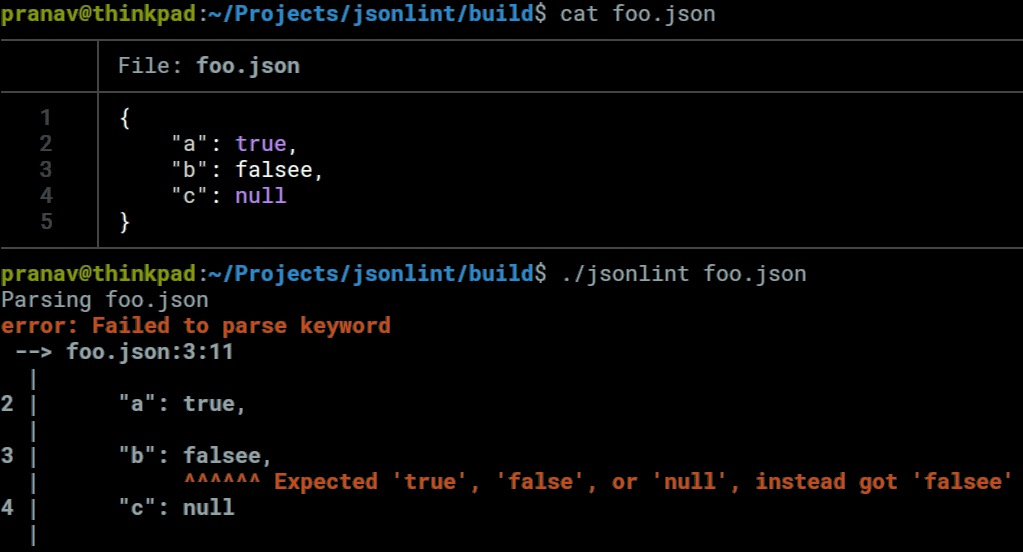 pranav@thinkpad:~/Projects/jsonlint/build$ cat foo.json
File: foo.json
1 {
2     "a": true,
3     "b": falsee,
4     "c": null
5 }
pranav@thinkpad:~/Projects/jsonlint/build$ ./jsonlint foo.json
Parsing foo.json
error: Failed to parse keyword
 --> foo.json:3:11
  |
2 |      "a": true,
  |
3 |      "b": falsee,
  |           ^^^^^^ Expected 'true', 'false', or 'null', instead got 'falsee'
4 |      "c": null
  |